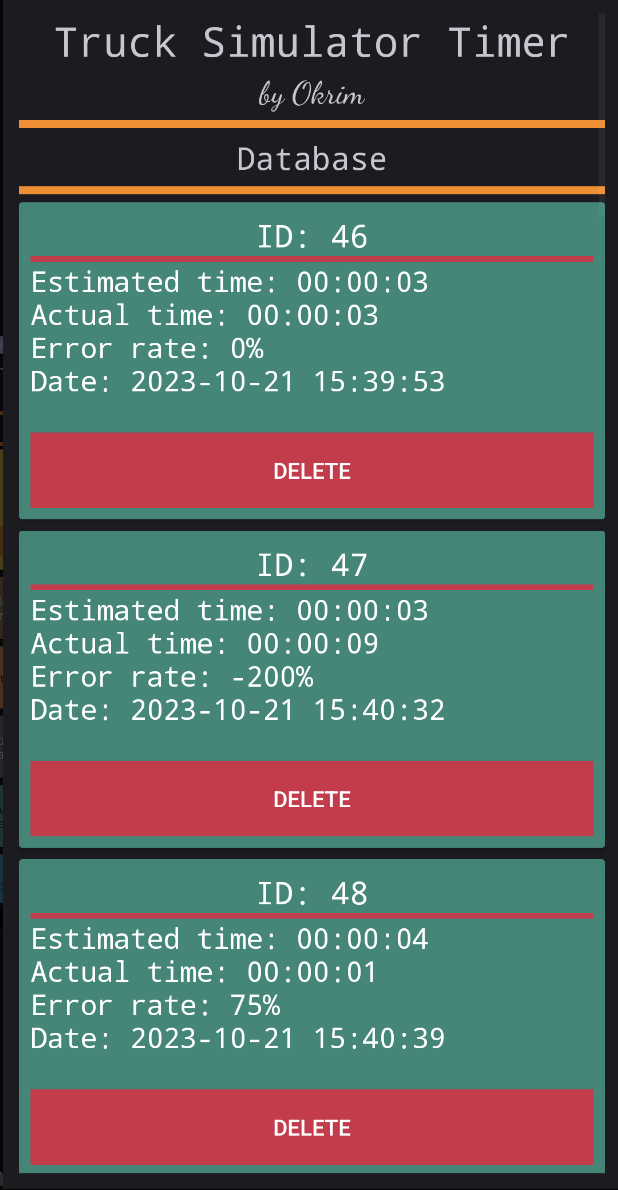 Truck Simulator Timer
by Okrim
Database
ID: 46
Estimated time: 00:00:03
Actual time: 00:00:03
Error rate: 0%
Date: 2023-10-21 15:39:53
DELETE
ID: 47
Estimated time: 00:00:03
Actual time: 00:00:09
Error rate: -200%
Date: 2023-10-21 15:40:32
DELETE
ID: 48
Estimated time: 00:00:04
Actual time: 00:00:01
Error rate: 75%
Date: 2023-10-21 15:40:39
DELETE